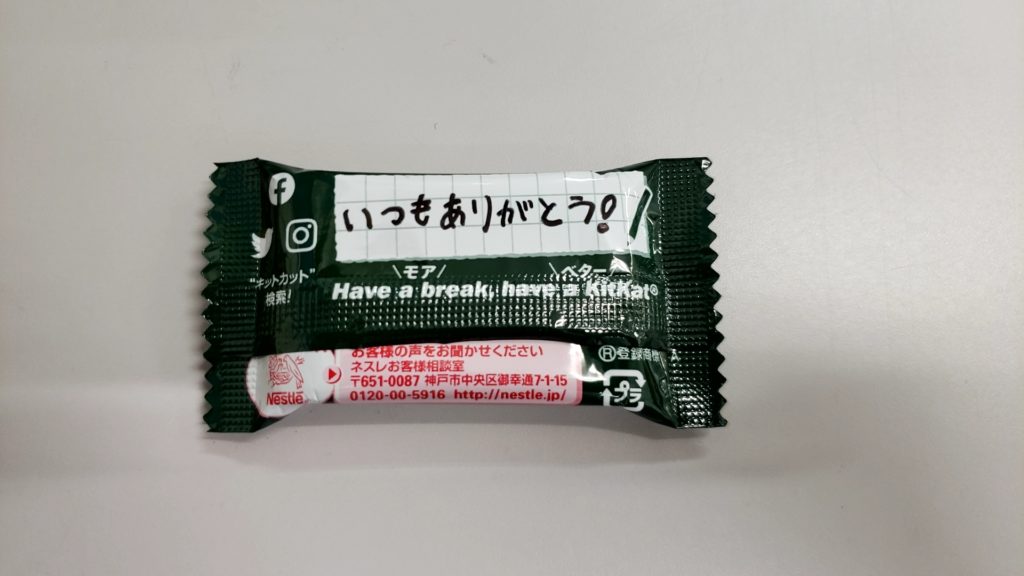 いつもありがとう!
"キットカット"
検索!
\モア/ \ベター/
Have a break, have a KitKat®
お客様の声をお聞かせください
ネスレお客様相談室
〒651-0087 神戸市中央区御幸通7-1-15
0120-00-5916 http://nestle.jp/
Nestlé
®登録商標
プラ